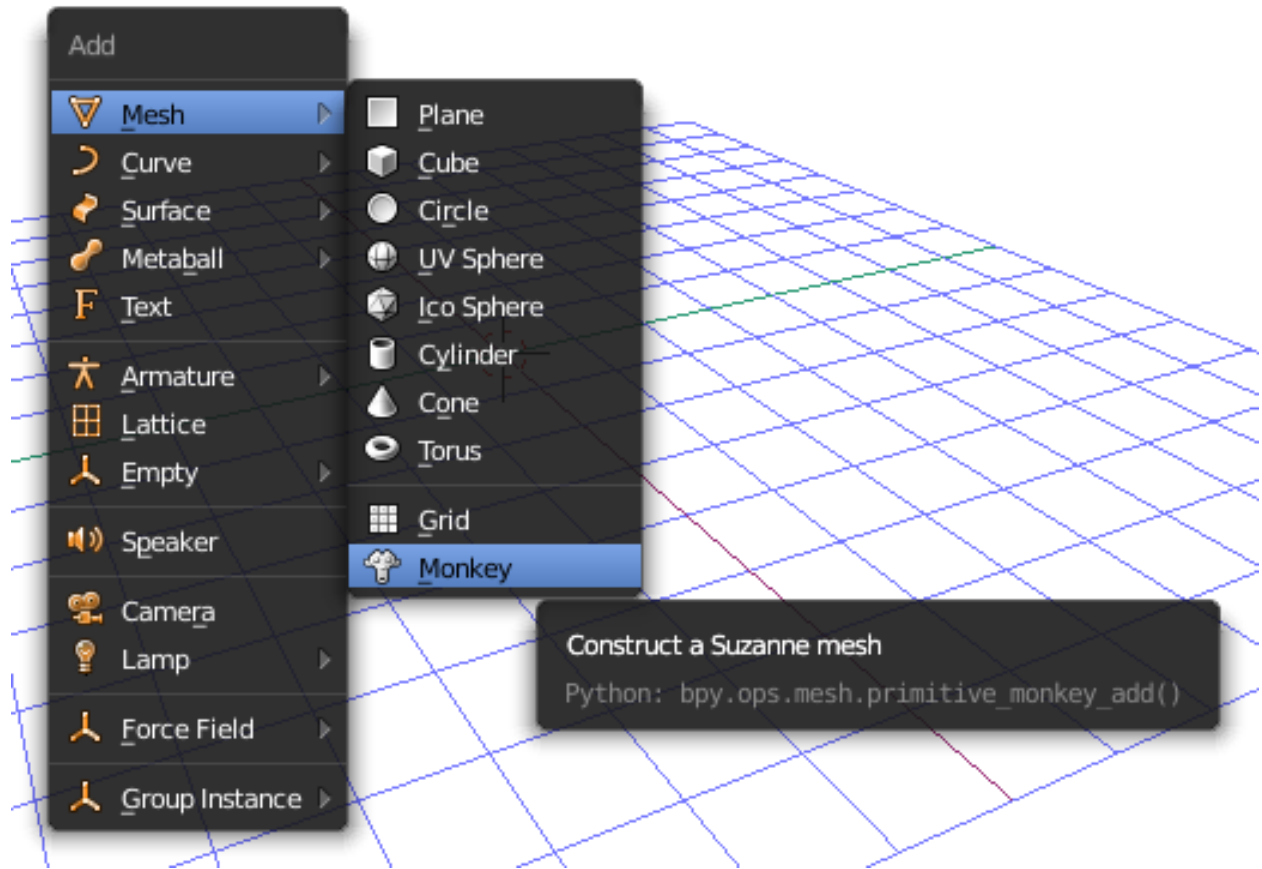 Add
Mesh
Curve
Surface
Metaball
Text
Armature
Lattice
Empty
Speaker
Camera
Lamp
Force Field
Group Instance
Plane
Cube
Circle
UV Sphere
Ico Sphere
Cylinder
Cone
Torus
Grid
Monkey
Construct a Suzanne mesh
Python: bpy.ops.mesh.primitive_monkey_add()